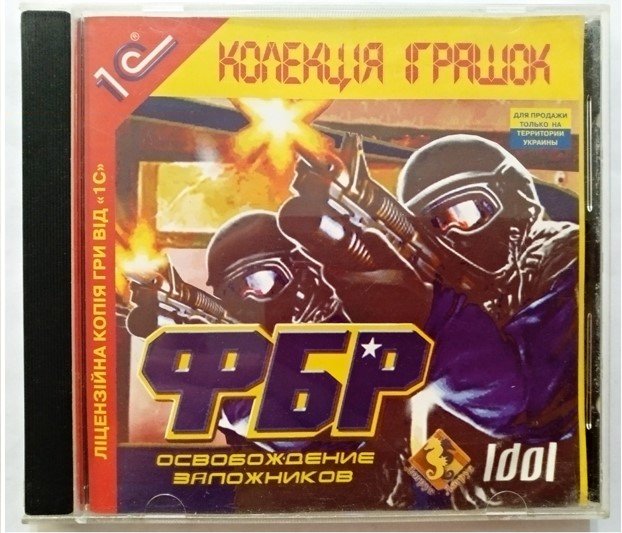 1С®
КОЛЕКЦІЯ ІГРАШОК
ДЛЯ ПРОДАЖИ
ТОЛЬКО НА
ТЕРРИТОРИИ
УКРАИНЫ
ЛІЦЕНЗІЙНА КОПІЯ ГРИ ВІД «1С»
ФБР
ОСВОБОЖДЕНИЕ
ЗАЛОЖНИКОВ
Idol